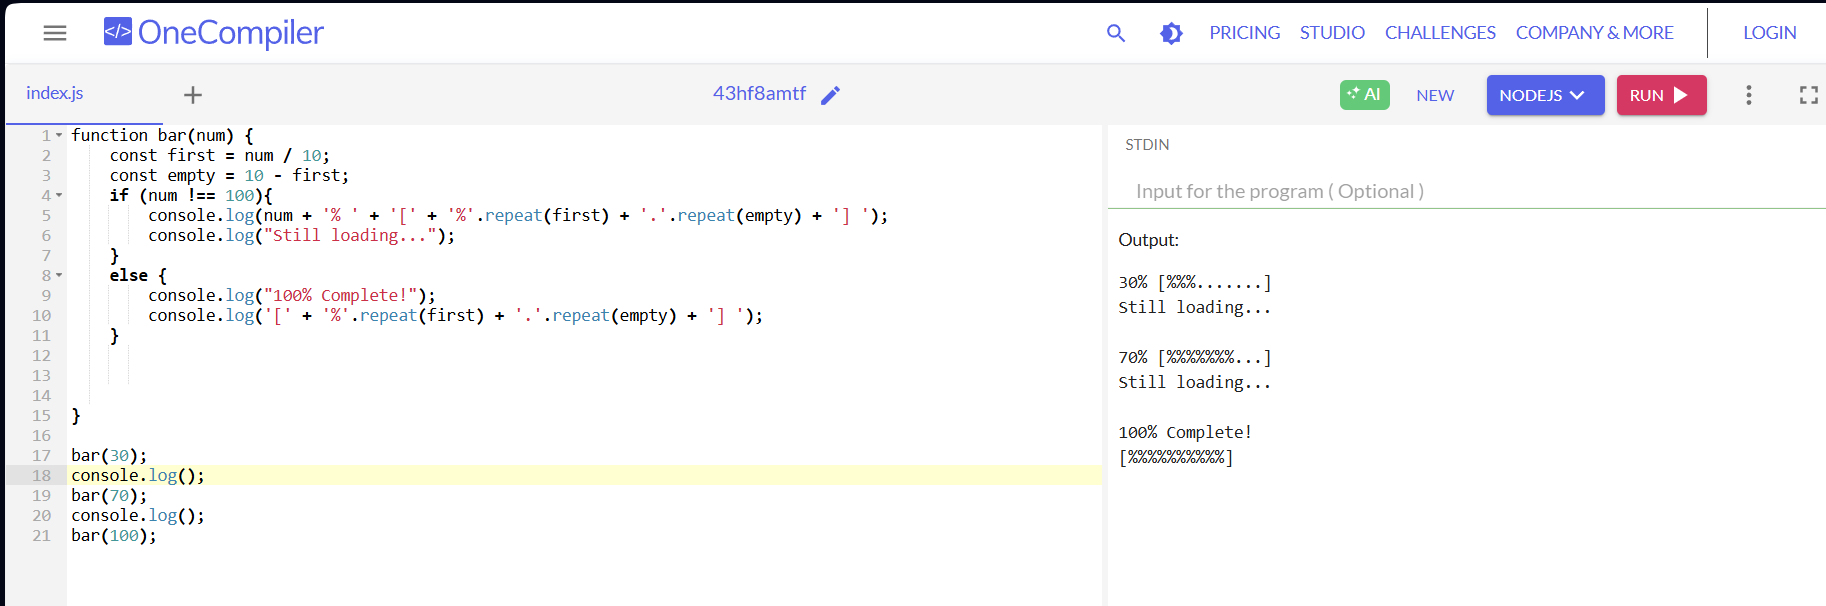 </> OneCompiler
PRICING STUDIO CHALLENGES COMPANY & MORE LOGIN
index.js + 43hf8amtf AI NEW NODEJS RUN
1 function bar(num) {
2     const first = num / 10;
3     const empty = 10 - first;
4     if (num !== 100){
5         console.log(num + '% ' + '[' + '%'.repeat(first) + '.'.repeat(empty) + '] ');
6         console.log("Still loading...");
7     }
8     else {
9         console.log("100% Complete!");
10         console.log('[' + '%'.repeat(first) + '.'.repeat(empty) + '] ');
11     }
12
13
14
15 }
16
17 bar(30);
18 console.log();
19 bar(70);
20 console.log();
21 bar(100);
STDIN
Input for the program ( Optional )
Output:
30% [%%%.......]
Still loading...
70% [%%%%%%%...]
Still loading...
100% Complete!
[%%%%%%%%%%]